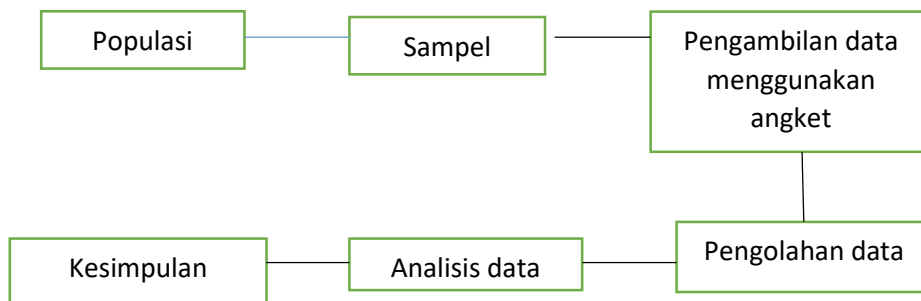 Populasi
Sampel
Pengambilan data
menggunakan
angket
Pengolahan data
Analisis data
Kesimpulan